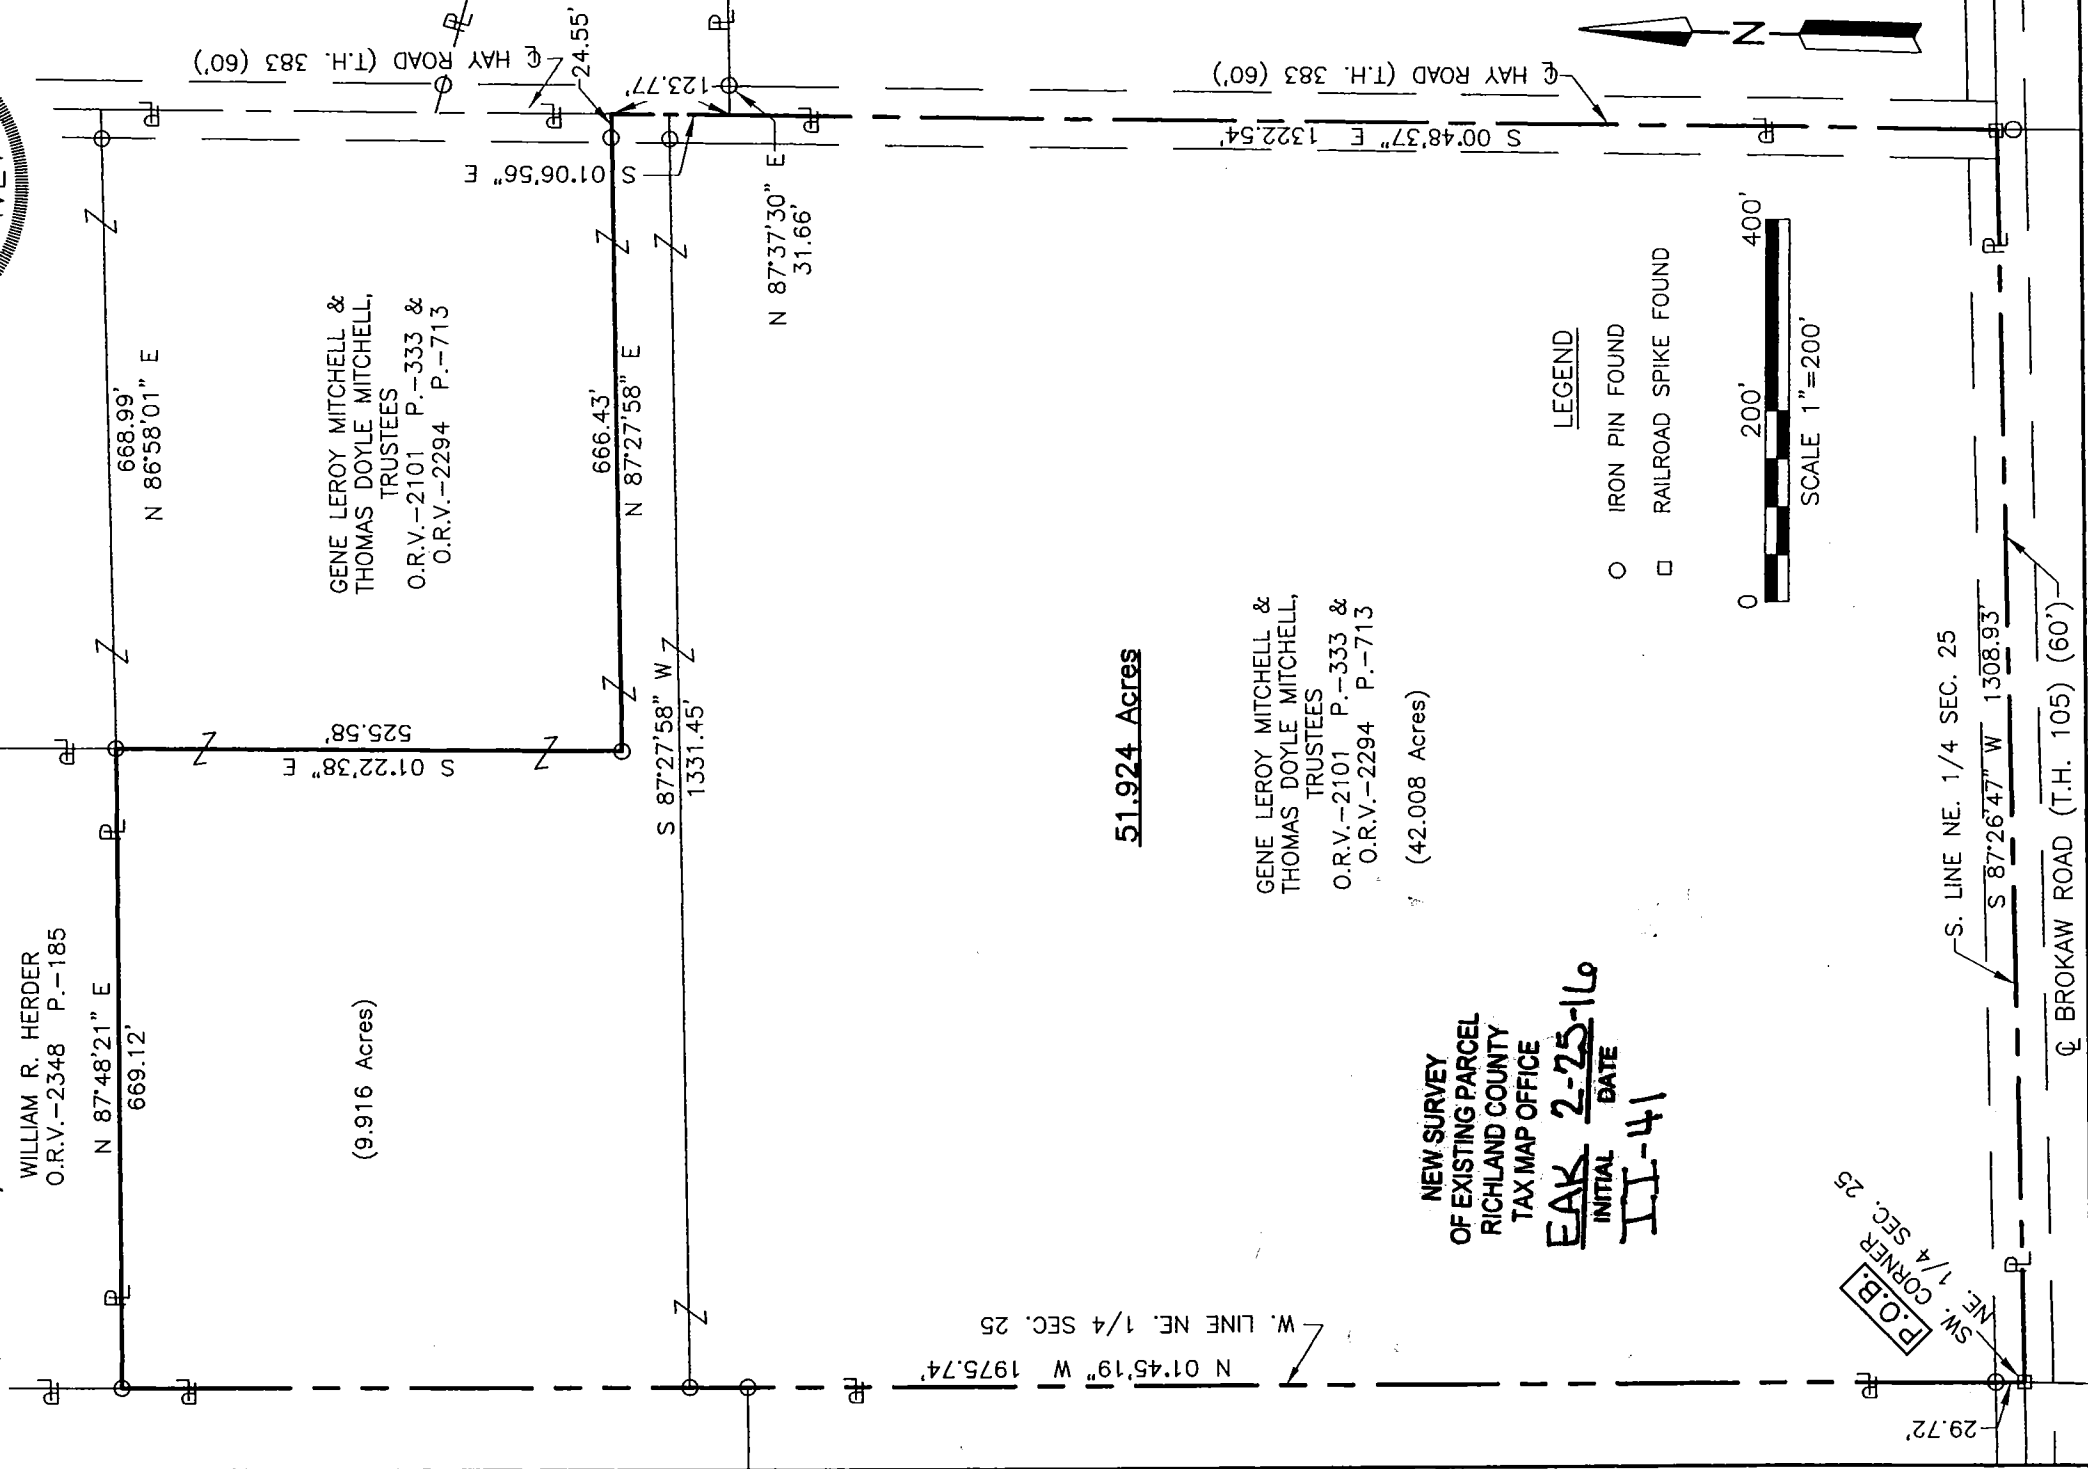 WILLIAM R. HERDER
O.R.V.-2348 P.-185
N 87°48'21" E
669.12'
(9.916 Acres)
668.99'
N 86°58'01" E
GENE LEROY MITCHELL &
THOMAS DOYLE MITCHELL,
TRUSTEES
O.R.V.-2101 P.-333 &
O.R.V.-2294 P.-713
℄ HAY ROAD (T.H. 383 (60')
24.55'
123.77'
S 01°06'56" E
N 87°37'30" E
31.66'
S 01°22'38" E
525.58'
666.43'
N 87°27'58" E
S 87°27'58" W
1331.45'
℄ HAY ROAD (T.H. 383 (60')
S 00°48'37" E 1322.54'
N
51.924 Acres
GENE LEROY MITCHELL &
THOMAS DOYLE MITCHELL,
TRUSTEES
O.R.V.-2101 P.-333 &
O.R.V.-2294 P.-713
(42.008 Acres)
LEGEND
IRON PIN FOUND
RAILROAD SPIKE FOUND
0 200' 400'
SCALE 1"=200'
NEW SURVEY
OF EXISTING PARCEL
RICHLAND COUNTY
TAX MAP OFFICE
EAK 2-25-16
INITIAL DATE
II-41
W. LINE NE. 1/4 SEC. 25
N 01°45'19" W 1975.74'
P.O.B.
SW. CORNER
NE. 1/4 SEC. 25
29.72'
S. LINE NE. 1/4 SEC. 25
S 87°26'47" W 1308.93'
℄ BROKAW ROAD (T.H. 105) (60')